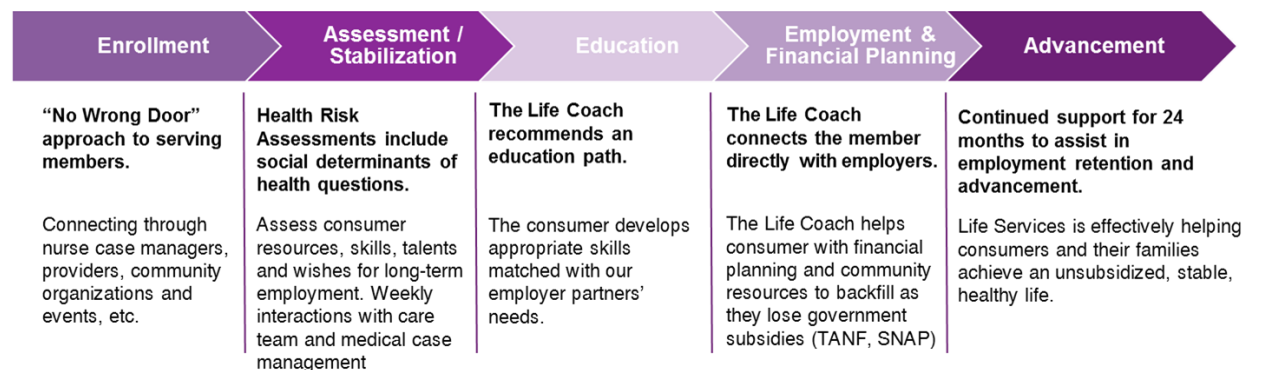 Enrollment
Assessment /
Stabilization
Education
Employment &
Financial Planning
Advancement
“No Wrong Door”
approach to serving
members.
Connecting through
nurse case managers,
providers, community
organizations and
events, etc.
Health Risk
Assessments include
social determinants of
health questions.
Assess consumer
resources, skills, talents
and wishes for long-term
employment. Weekly
interactions with care
team and medical case
management
The Life Coach
recommends an
education path.
The consumer develops
appropriate skills
matched with our
employer partners’
needs.
The Life Coach
connects the member
directly with employers.
The Life Coach helps
consumer with financial
planning and community
resources to backfill as
they lose government
subsidies (TANF, SNAP)
Continued support for 24
months to assist in
employment retention and
advancement.
Life Services is effectively helping
consumers and their families
achieve an unsubsidized, stable,
healthy life.